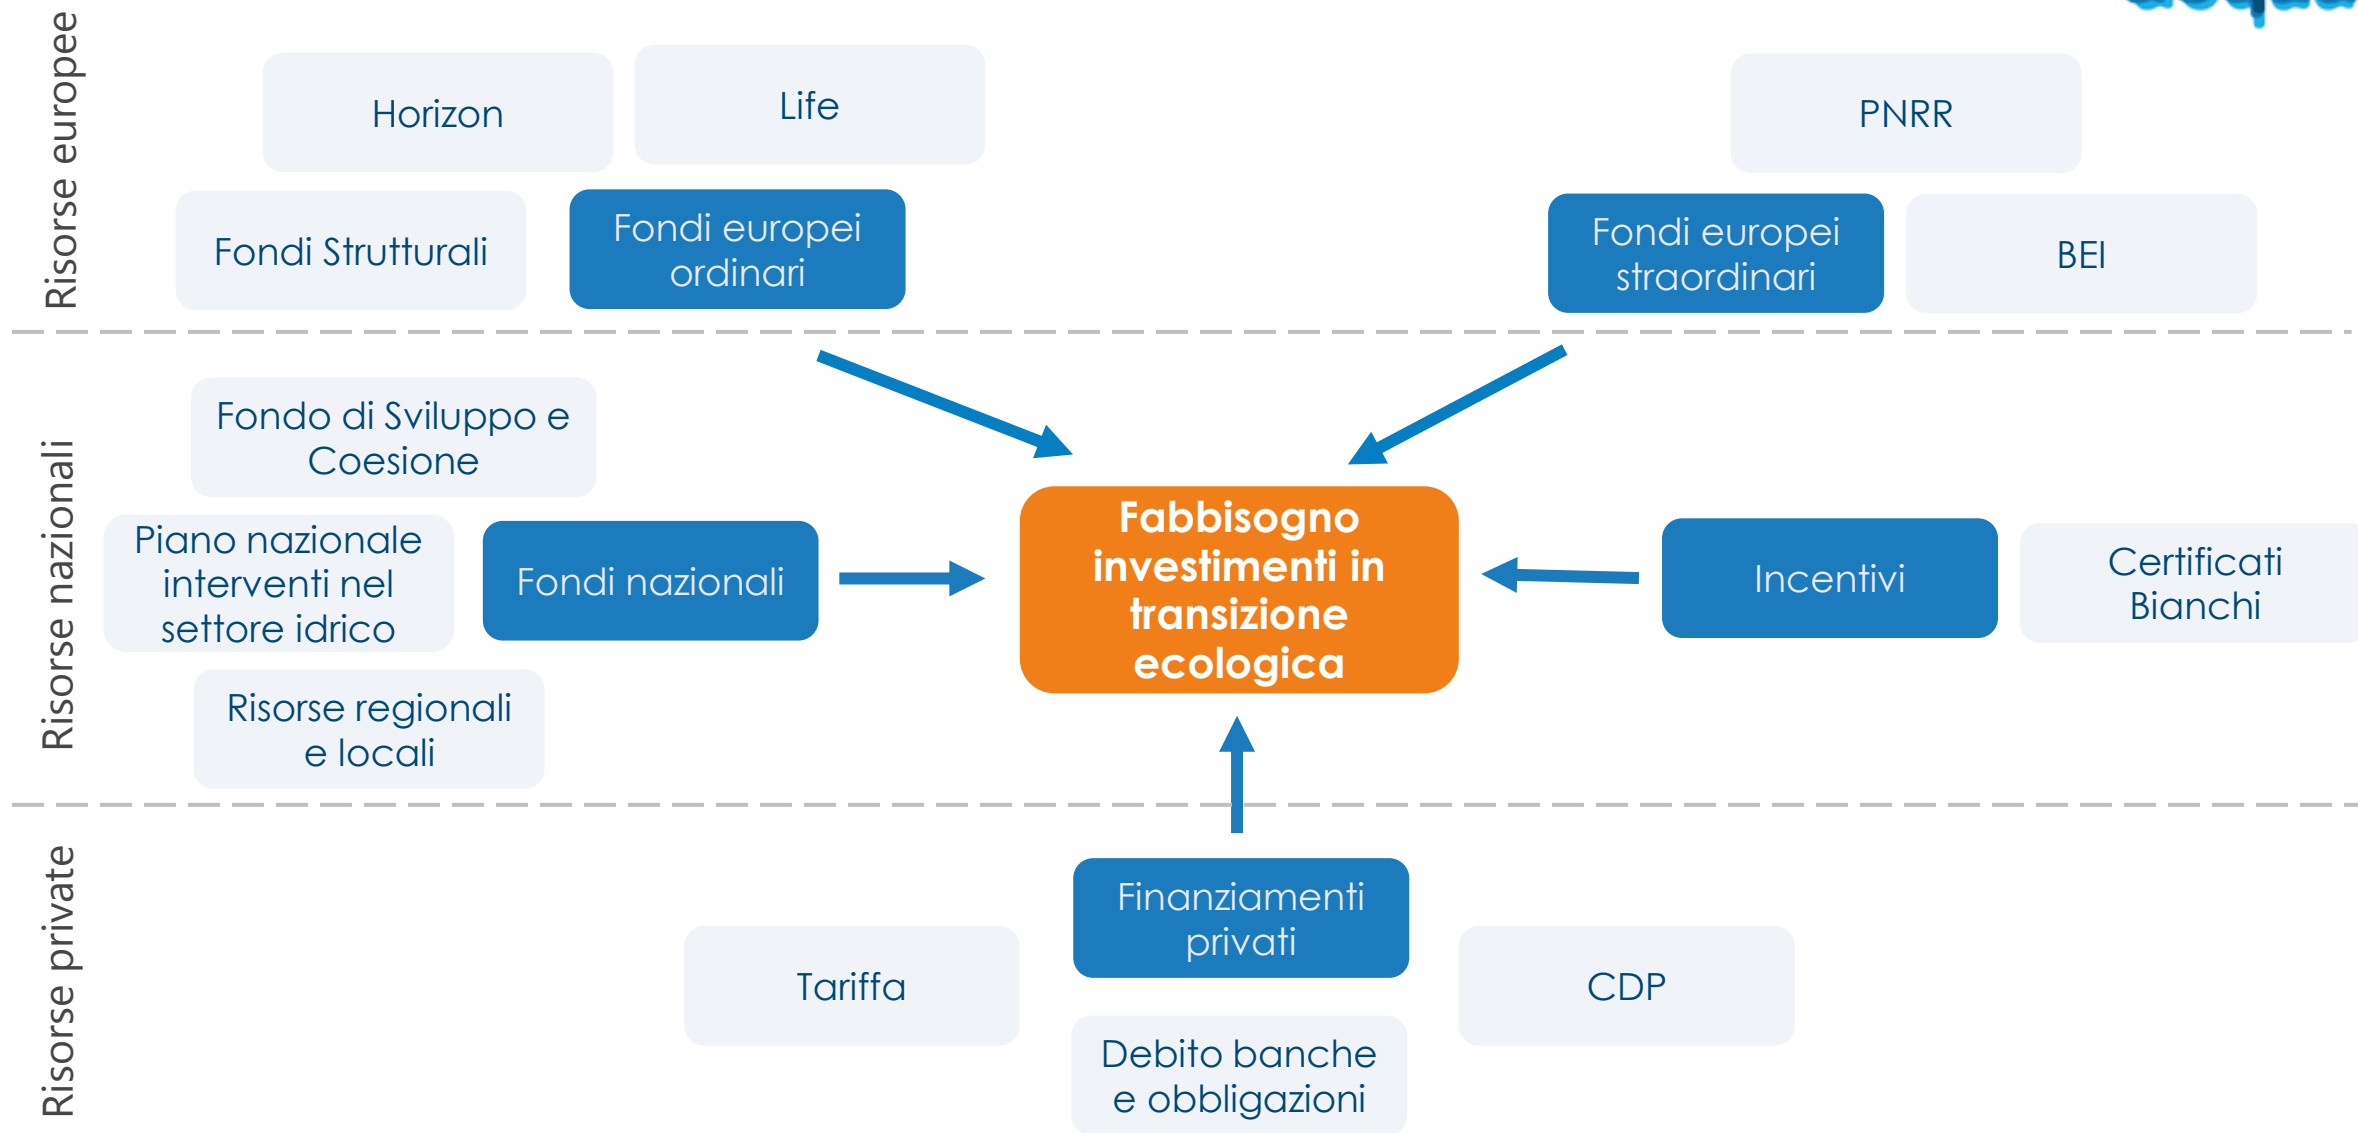 Risorse europee
Horizon
Life
PNRR
Fondi Strutturali
Fondi europei
ordinari
Fondi europei
straordinari
BEI
Risorse nazionali
Fondo di Sviluppo e
Coesione
Piano nazionale
interventi nel
settore idrico
Fondi nazionali
Risorse regionali
e locali
Fabbisogno
investimenti in
transizione
ecologica
Incentivi
Certificati
Bianchi
Risorse private
Finanziamenti
privati
Tariffa
CDP
Debito banche
e obbligazioni